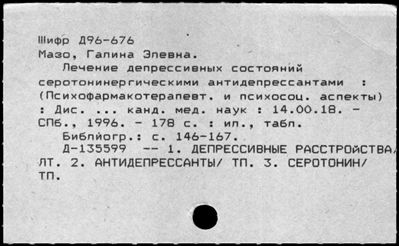 Шифр Д96-676
Мазо, Галина Элевна.
Лечение депрессивных состояний
серотонинергическими антидепрессантами :
(Психофармакотерапевт. и психосоц. аспекты)
: Дис. ... канд. мед. наук : 14.00.18. -
СПб., 1996. - 178 с. : ил., табл.
Библйогр.: с. 146-167.
Д-135599 -- 1. ДЕПРЕССИВНЫЕ РАССТРОЙСТВА/
ЛТ. 2. АНТИДЕПРЕССАНТЫ/ ТП. 3. СЕРОТОНИН/
ТП.